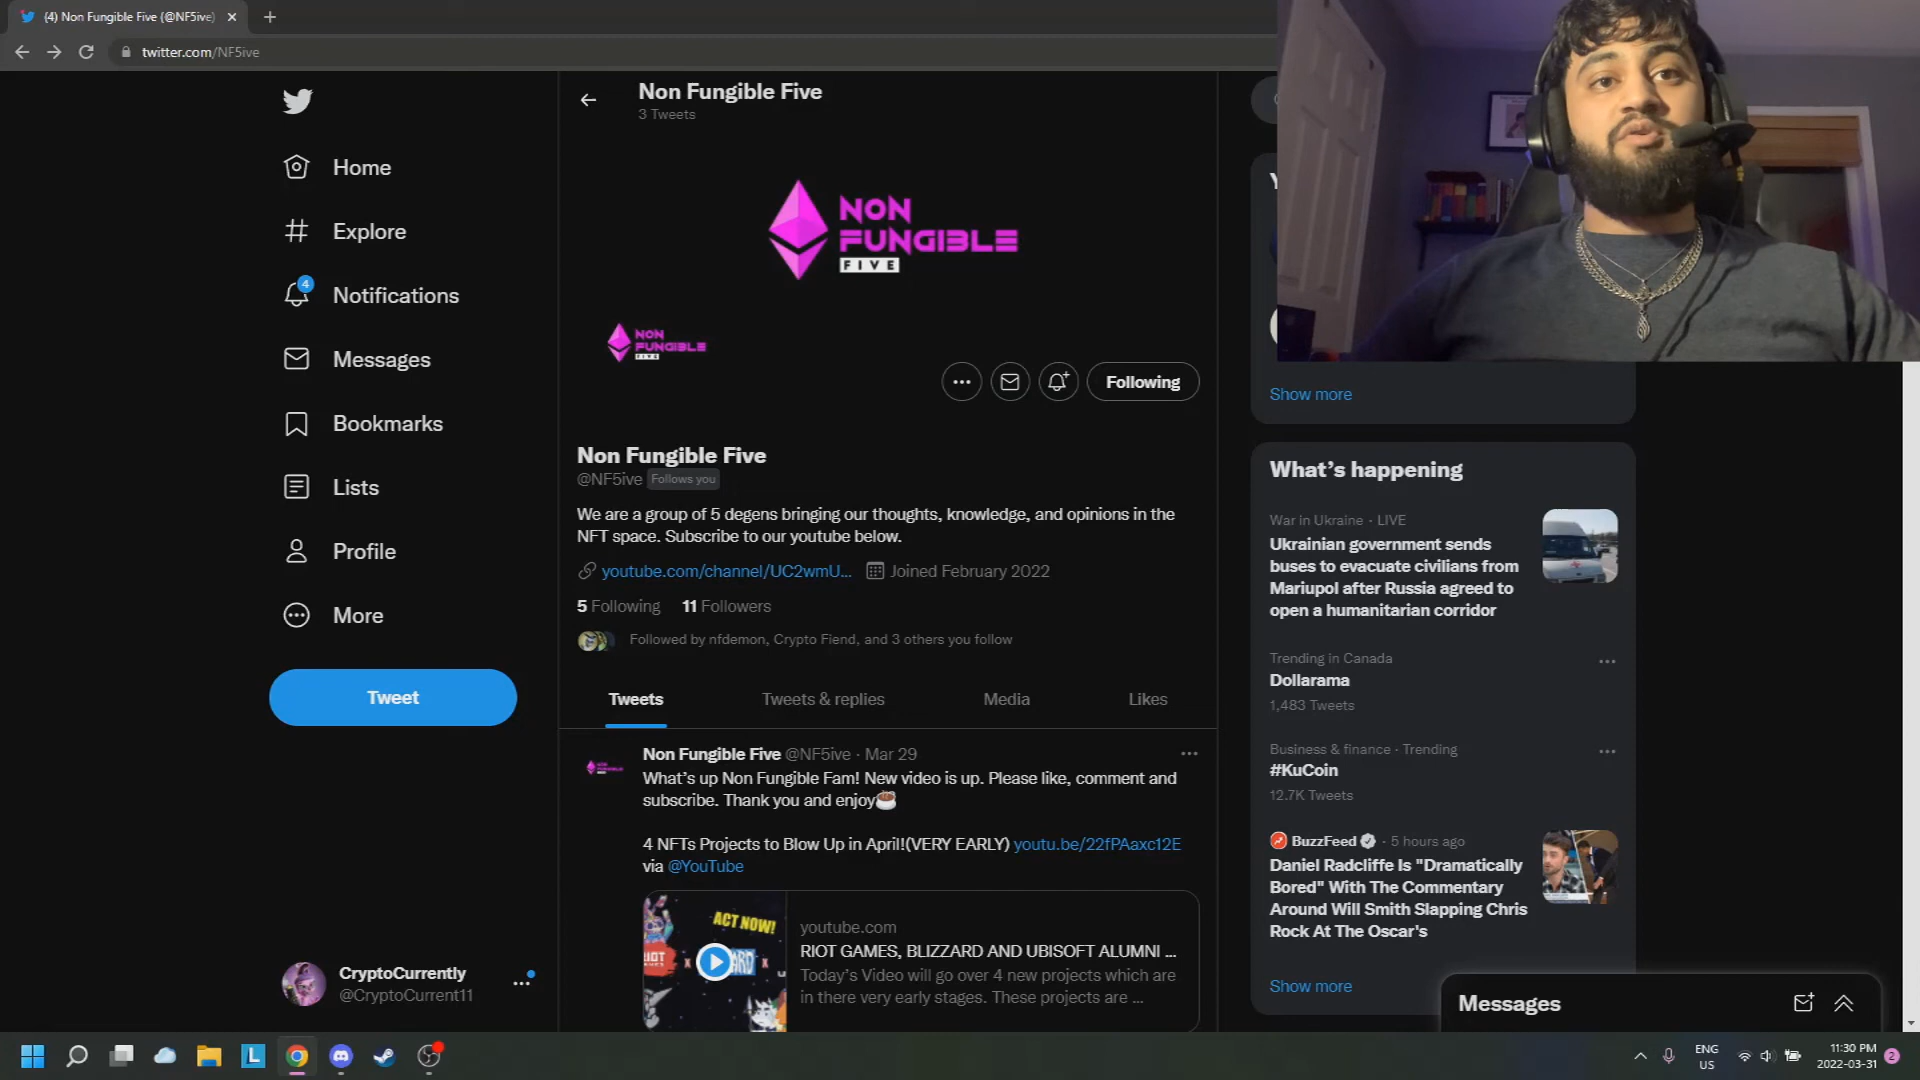 (4) Non Fungible Five (@NF5ive)
twitter.com/NF5ive
Home
Explore
4
Notifications
Messages
Bookmarks
Lists
Profile
More
Tweet
CryptoCurrently
@CryptoCurrent11
Non Fungible Five
3 Tweets
NON
FUNGIBLE
FIVE
NON
FUNGIBLE
FIVE
Following
Non Fungible Five
@NF5ive Follows you
We are a group of 5 degens bringing our thoughts, knowledge, and opinions in the
NFT space. Subscribe to our youtube below.
youtube.com/channel/UC2wmU... Joined February 2022
5 Following 11 Followers
Followed by nfdemon, Crypto Fiend, and 3 others you follow
Tweets Tweets & replies Media Likes
Non Fungible Five @NF5ive · Mar 29
What's up Non Fungible Fam! New video is up. Please like, comment and
subscribe. Thank you and enjoy☕
4 NFTs Projects to Blow Up in April!(VERY EARLY) youtu.be/22fPAaxc12E
via @YouTube
ACT NOW!
youtube.com
RIOT GAMES, BLIZZARD AND UBISOFT ALUMNI ...
Today's Video will go over 4 new projects which are
in there very early stages. These projects are ...
Show more
What's happening
War in Ukraine · LIVE
Ukrainian government sends
buses to evacuate civilians from
Mariupol after Russia agreed to
open a humanitarian corridor
Trending in Canada
Dollarama
1,483 Tweets
Business & finance · Trending
#KuCoin
12.7K Tweets
BuzzFeed · 5 hours ago
Daniel Radcliffe Is "Dramatically
Bored" With The Commentary
Around Will Smith Slapping Chris
Rock At The Oscar's
Show more
Messages
L
ENG
US
11:30 PM
2022-03-31
2